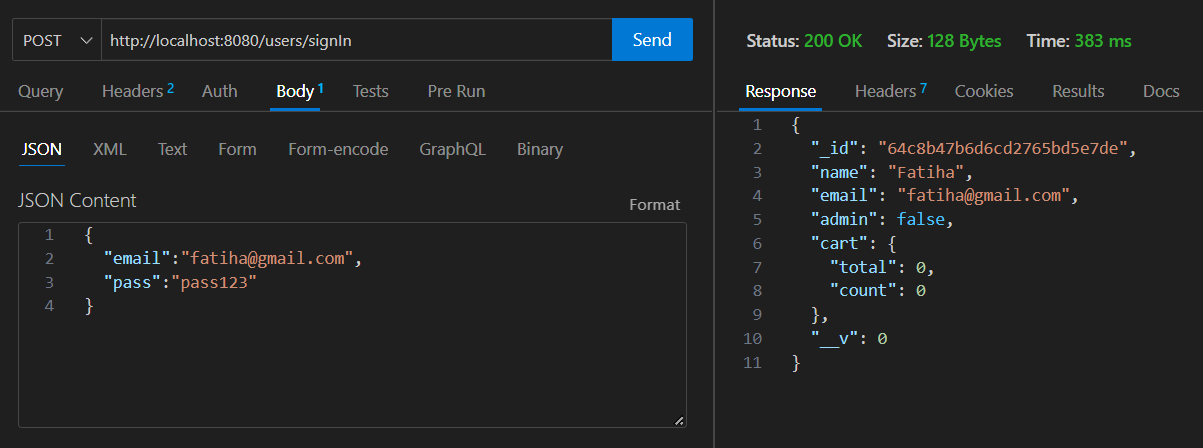 POST http://localhost:8080/users/signIn Send
Query Headers 2 Auth Body 1 Tests Pre Run
JSON XML Text Form Form-encode GraphQL Binary
JSON Content Format
1 {
2 "email":"fatiha@gmail.com",
3 "pass":"pass123"
4 }
Status: 200 OK Size: 128 Bytes Time: 383 ms
Response Headers 7 Cookies Results Docs
1 {
2 "_id": "64c8b47b6d6cd2765bd5e7de",
3 "name": "Fatiha",
4 "email": "fatiha@gmail.com",
5 "admin": false,
6 "cart": {
7 "total": 0,
8 "count": 0
9 },
10 "__v": 0
11 }